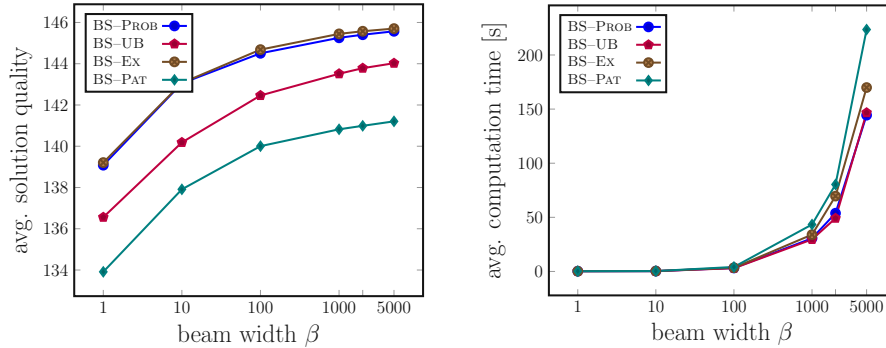 146
144
142
140
138
136
134
avg. solution quality
BS–PROB
BS–UB
BS–EX
BS–PAT
1
10
100
1000
5000
beam width β
200
150
100
50
0
avg. computation time [s]
BS–PROB
BS–UB
BS–EX
BS–PAT
1
10
100
1000
5000
beam width β